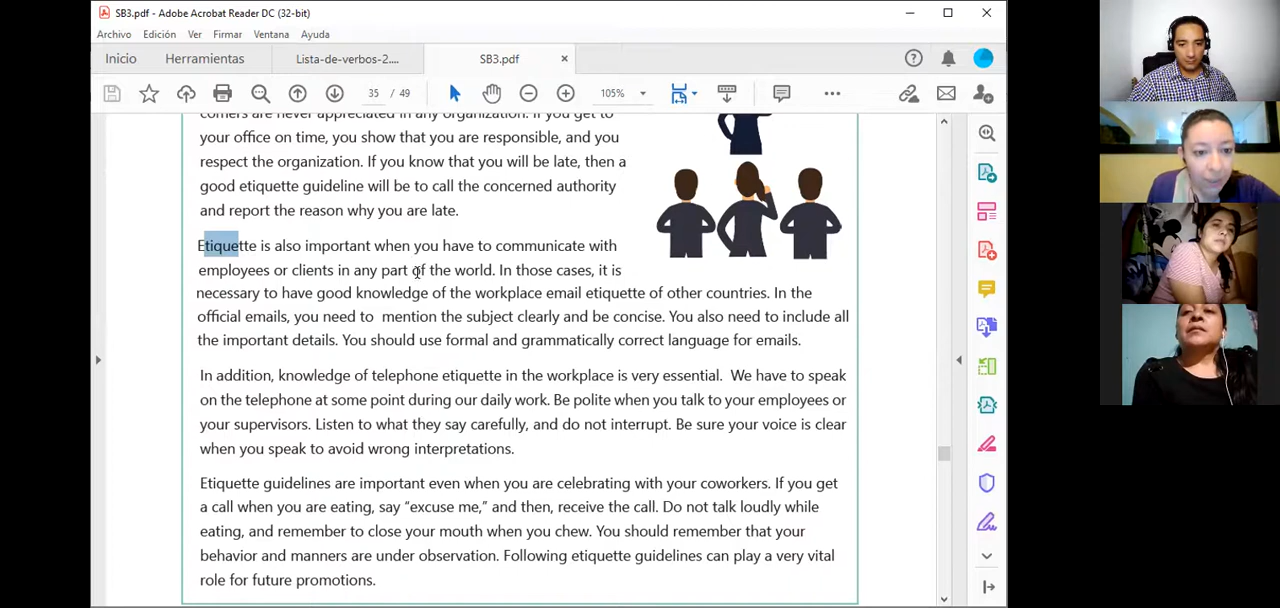 SB3.pdf - Adobe Acrobat Reader DC (32-bit)
Archivo Edición Ver Firmar Ventana Ayuda
Inicio Herramientas Lista-de-verbos-2.... SB3.pdf
35 / 49 105%
comers are never appreciated in any organization. If you get to
your office on time, you show that you are responsible, and you
respect the organization. If you know that you will be late, then a
good etiquette guideline will be to call the concerned authority
and report the reason why you are late.
Etiquette is also important when you have to communicate with
employees or clients in any part of the world. In those cases, it is
necessary to have good knowledge of the workplace email etiquette of other countries. In the
official emails, you need to mention the subject clearly and be concise. You also need to include all
the important details. You should use formal and grammatically correct language for emails.
In addition, knowledge of telephone etiquette in the workplace is very essential. We have to speak
on the telephone at some point during our daily work. Be polite when you talk to your employees or
your supervisors. Listen to what they say carefully, and do not interrupt. Be sure your voice is clear
when you speak to avoid wrong interpretations.
Etiquette guidelines are important even when you are celebrating with your coworkers. If you get
a call when you are eating, say “excuse me,” and then, receive the call. Do not talk loudly while
eating, and remember to close your mouth when you chew. You should remember that your
behavior and manners are under observation. Following etiquette guidelines can play a very vital
role for future promotions.